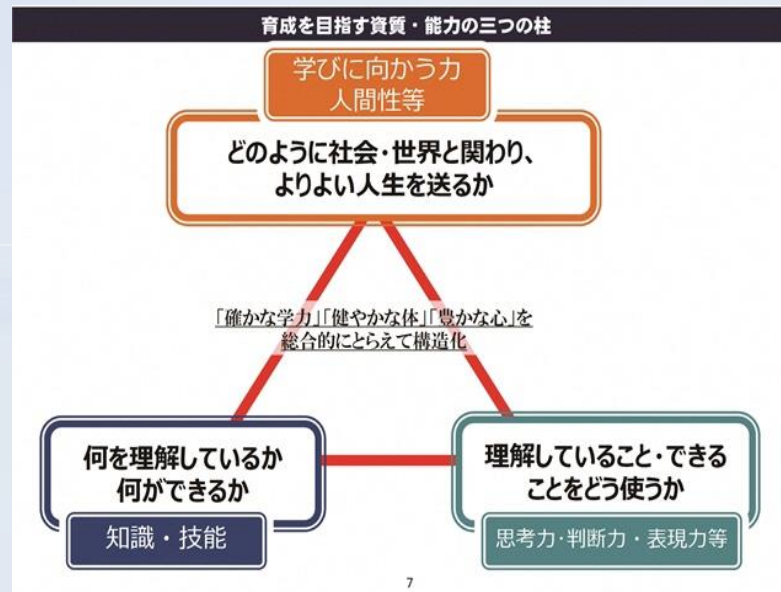 育成を目指す資質・能力の三つの柱
学びに向かう力
人間性等
どのように社会・世界と関わり、
よりよい人生を送るか
「確かな学力」「健やかな体」「豊かな心」を
総合的にとらえて構造化
何を理解しているか
何ができるか
知識・技能
理解していること・できる
ことをどう使うか
思考力・判断力・表現力等
7